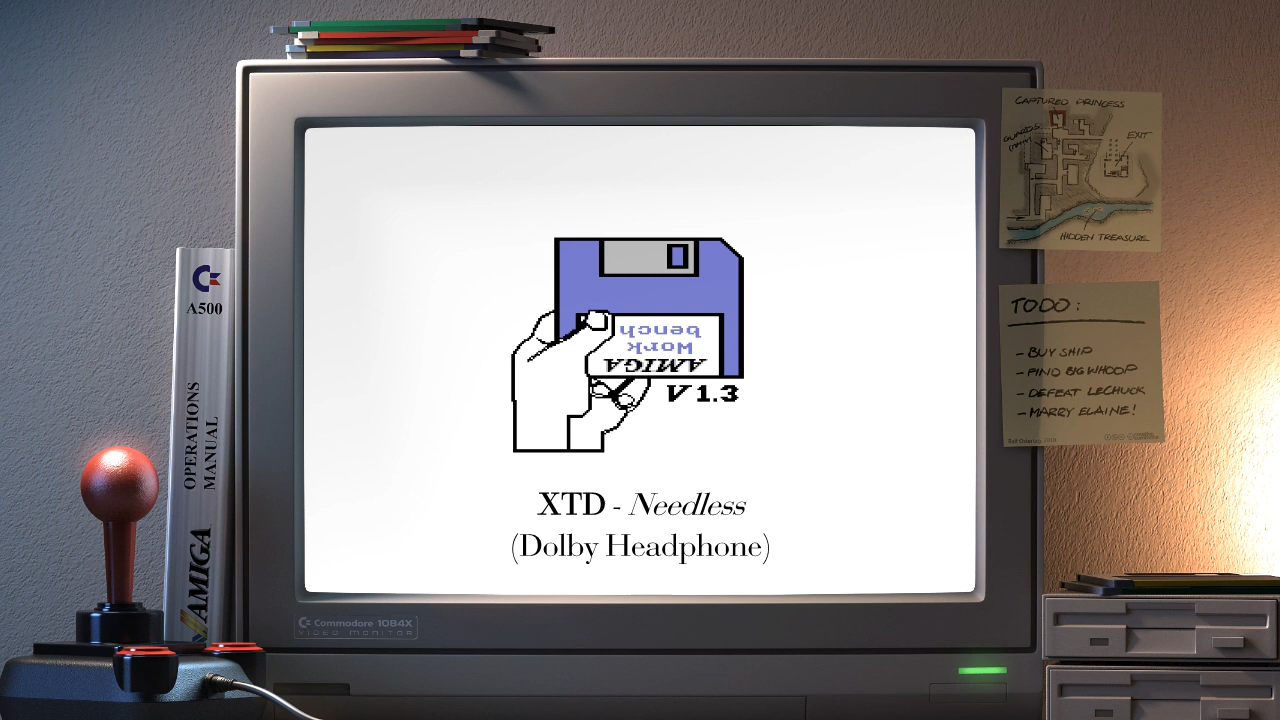 CAPTURED PRINCESS
EXIT
HIDDEN TREASURE
A500
OPERATIONS
MANUAL
AMIGA
Work
bench
AMIGA
V1.3
XTD - Needless
(Dolby Headphone)
TODO:
- BUY SHIP
- FIND BIG WHOOP
- DEFEAT LECHUCK
- MARRY ELAINE!
Commodore 1084X
VIDEO MONITOR